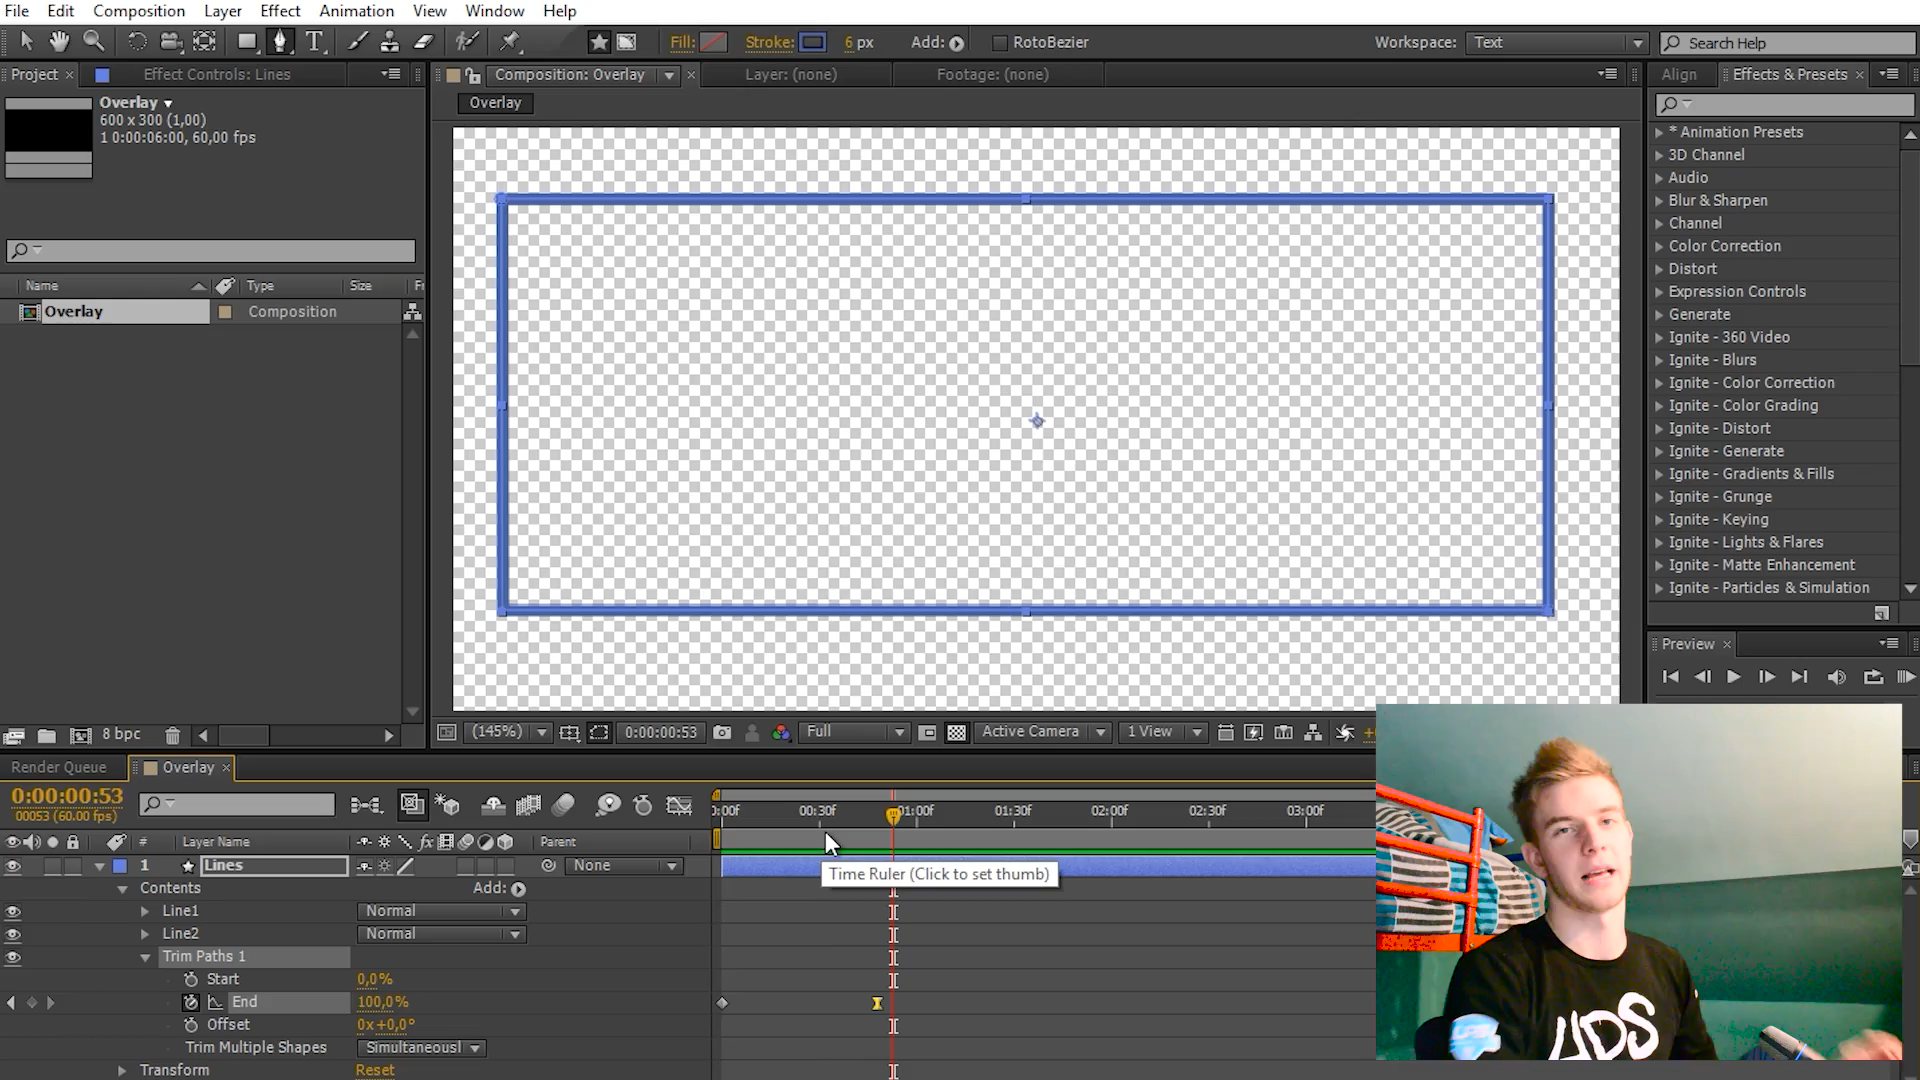 File Edit Composition Layer Effect Animation View Window Help
Fill: Stroke: 6 px Add: RotoBezier Workspace: Text Search Help
Project × Effect Controls: Lines Composition: Overlay × Layer: (none) Footage: (none) Align Effects & Presets ×
Overlay
600 x 300 (1,00)
1 0:00:06:00, 60,00 fps
Overlay
* Animation Presets
3D Channel
Audio
Blur & Sharpen
Channel
Color Correction
Distort
Expression Controls
Generate
Ignite - 360 Video
Ignite - Blurs
Ignite - Color Correction
Ignite - Color Grading
Ignite - Distort
Ignite - Generate
Ignite - Gradients & Fills
Ignite - Grunge
Ignite - Keying
Ignite - Lights & Flares
Ignite - Matte Enhancement
Ignite - Particles & Simulation
Name Type Size Fr
Overlay Composition
Preview ×
8 bpc
(145%) 0:00:00:53 Full Active Camera 1 View
Render Queue Overlay ×
0:00:00:53
00053 (60.00 fps)
:00f 00:30f 01:00f 01:30f 02:00f 02:30f 03:00f
# Layer Name fx Parent
1 Lines None
Time Ruler (Click to set thumb)
Contents Add:
Line1 Normal
Line2 Normal
Trim Paths 1
Start 0,0%
End 100,0%
Offset 0x+0,0°
Trim Multiple Shapes Simultaneousl
Transform Reset